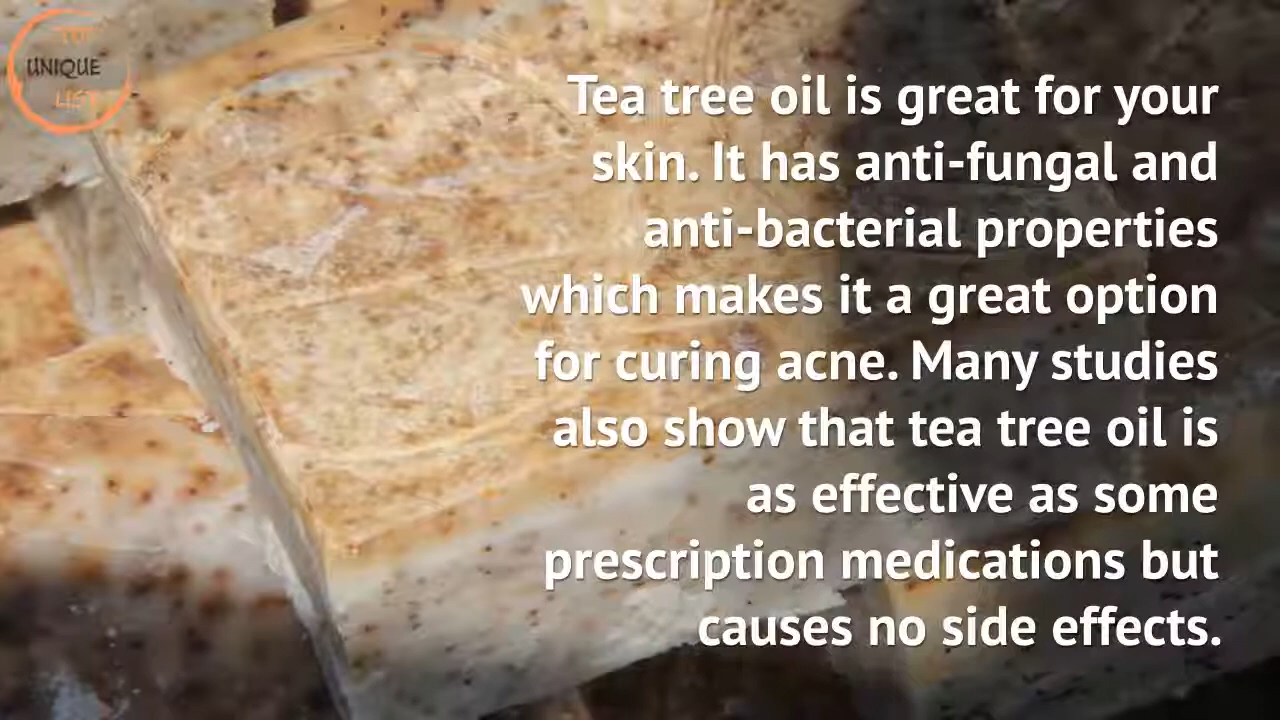 TOP
UNIQUE
LIST
Tea tree oil is great for your
skin. It has anti-fungal and
anti-bacterial properties
which makes it a great option
for curing acne. Many studies
also show that tea tree oil is
as effective as some
prescription medications but
causes no side effects.